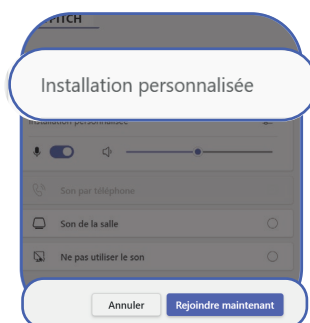 PITCH
Installation personnalisée
Installation personnalisée
Son par téléphone
Son de la salle
Ne pas utiliser le son
Annuler
Rejoindre maintenant